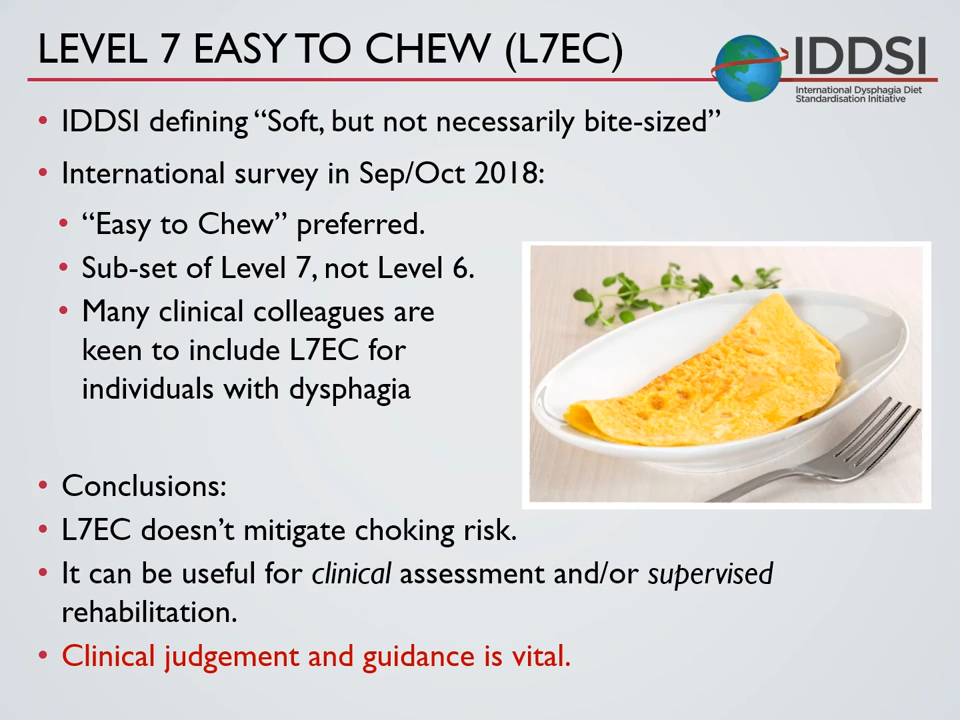 LEVEL 7 EASY TO CHEW (L7EC)
IDDSI
International Dysphagia Diet
Standardisation Initiative
• IDDSI defining “Soft, but not necessarily bite-sized”
• International survey in Sep/Oct 2018:
• “Easy to Chew” preferred.
• Sub-set of Level 7, not Level 6.
• Many clinical colleagues are
keen to include L7EC for
individuals with dysphagia
• Conclusions:
• L7EC doesn’t mitigate choking risk.
• It can be useful for clinical assessment and/or supervised
rehabilitation.
• Clinical judgement and guidance is vital.